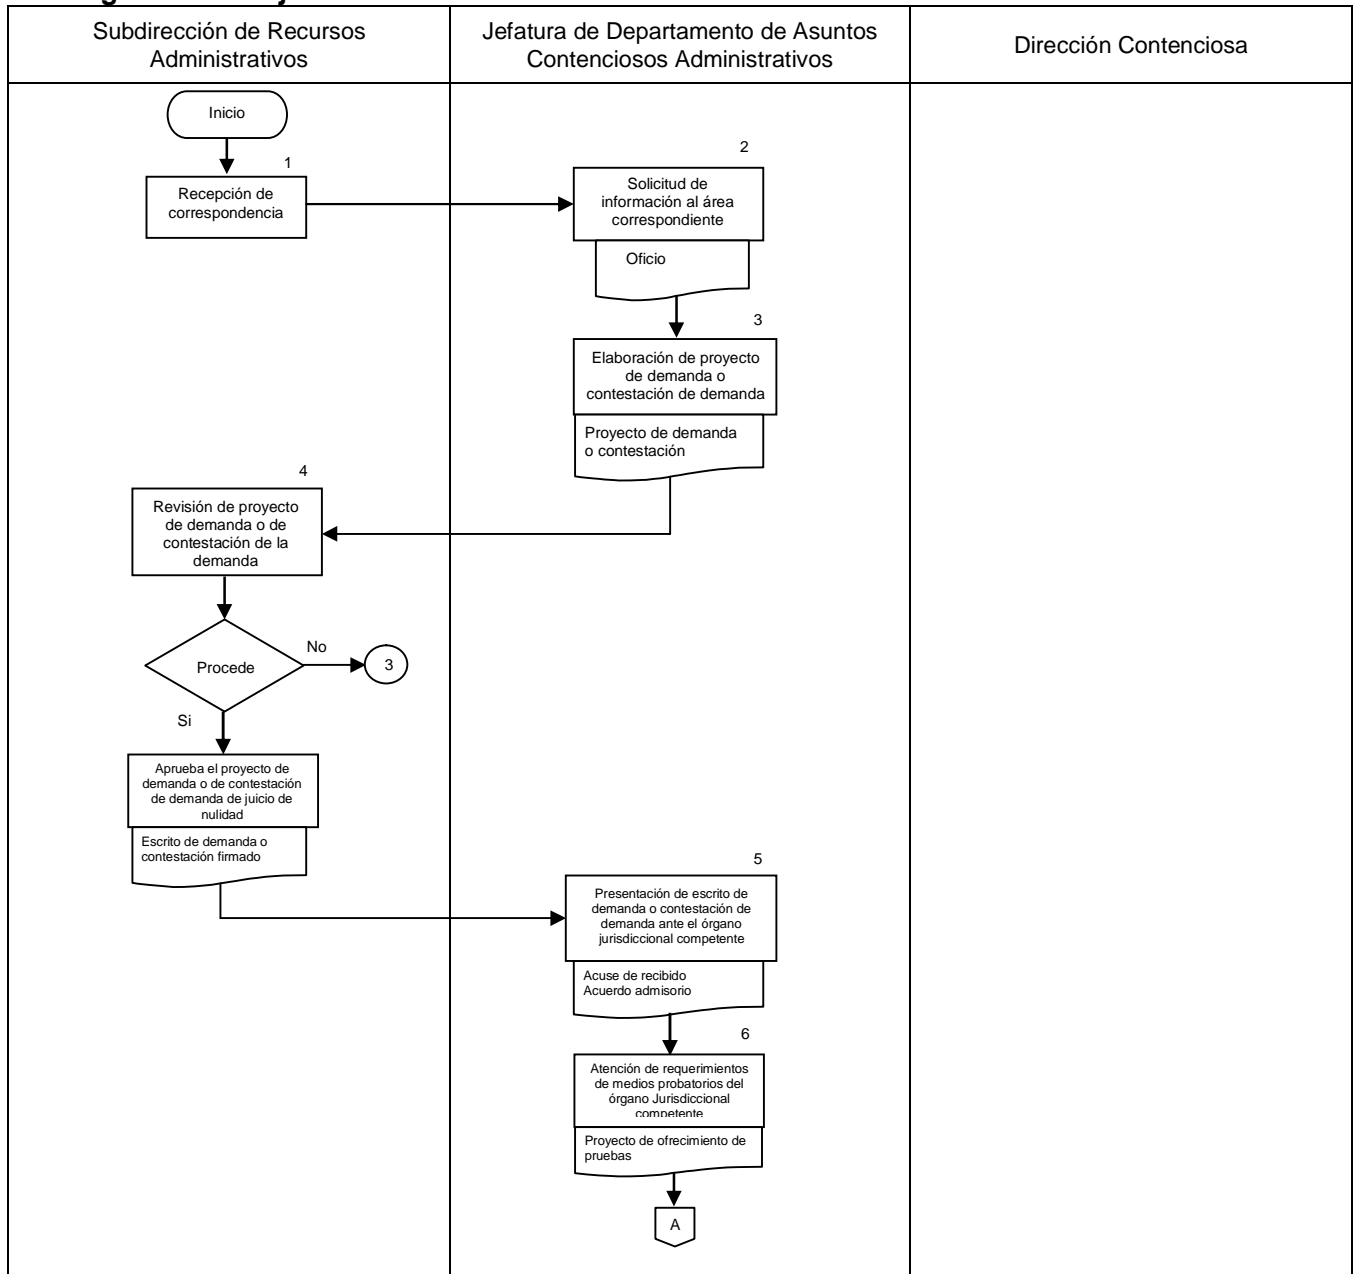 Subdirección de Recursos
Administrativos
Jefatura de Departamento de Asuntos
Contenciosos Administrativos
Dirección Contenciosa
Inicio
1
Recepción de
correspondencia
2
Solicitud de
información al área
correspondiente
Oficio
3
Elaboración de proyecto
de demanda o
contestación de demanda
Proyecto de demanda
o contestación
4
Revisión de proyecto
de demanda o de
contestación de la
demanda
Procede
No
3
Si
Aprueba el proyecto de
demanda o de contestación
de demanda de juicio de
nulidad
Escrito de demanda o
contestación firmado
5
Presentación de escrito de
demanda o contestación de
demanda ante el órgano
jurisdiccional competente
Acuse de recibido
Acuerdo admisorio
6
Atención de requerimientos
de medios probatorios del
órgano Jurisdiccional
competente
Proyecto de ofrecimiento de
pruebas
A